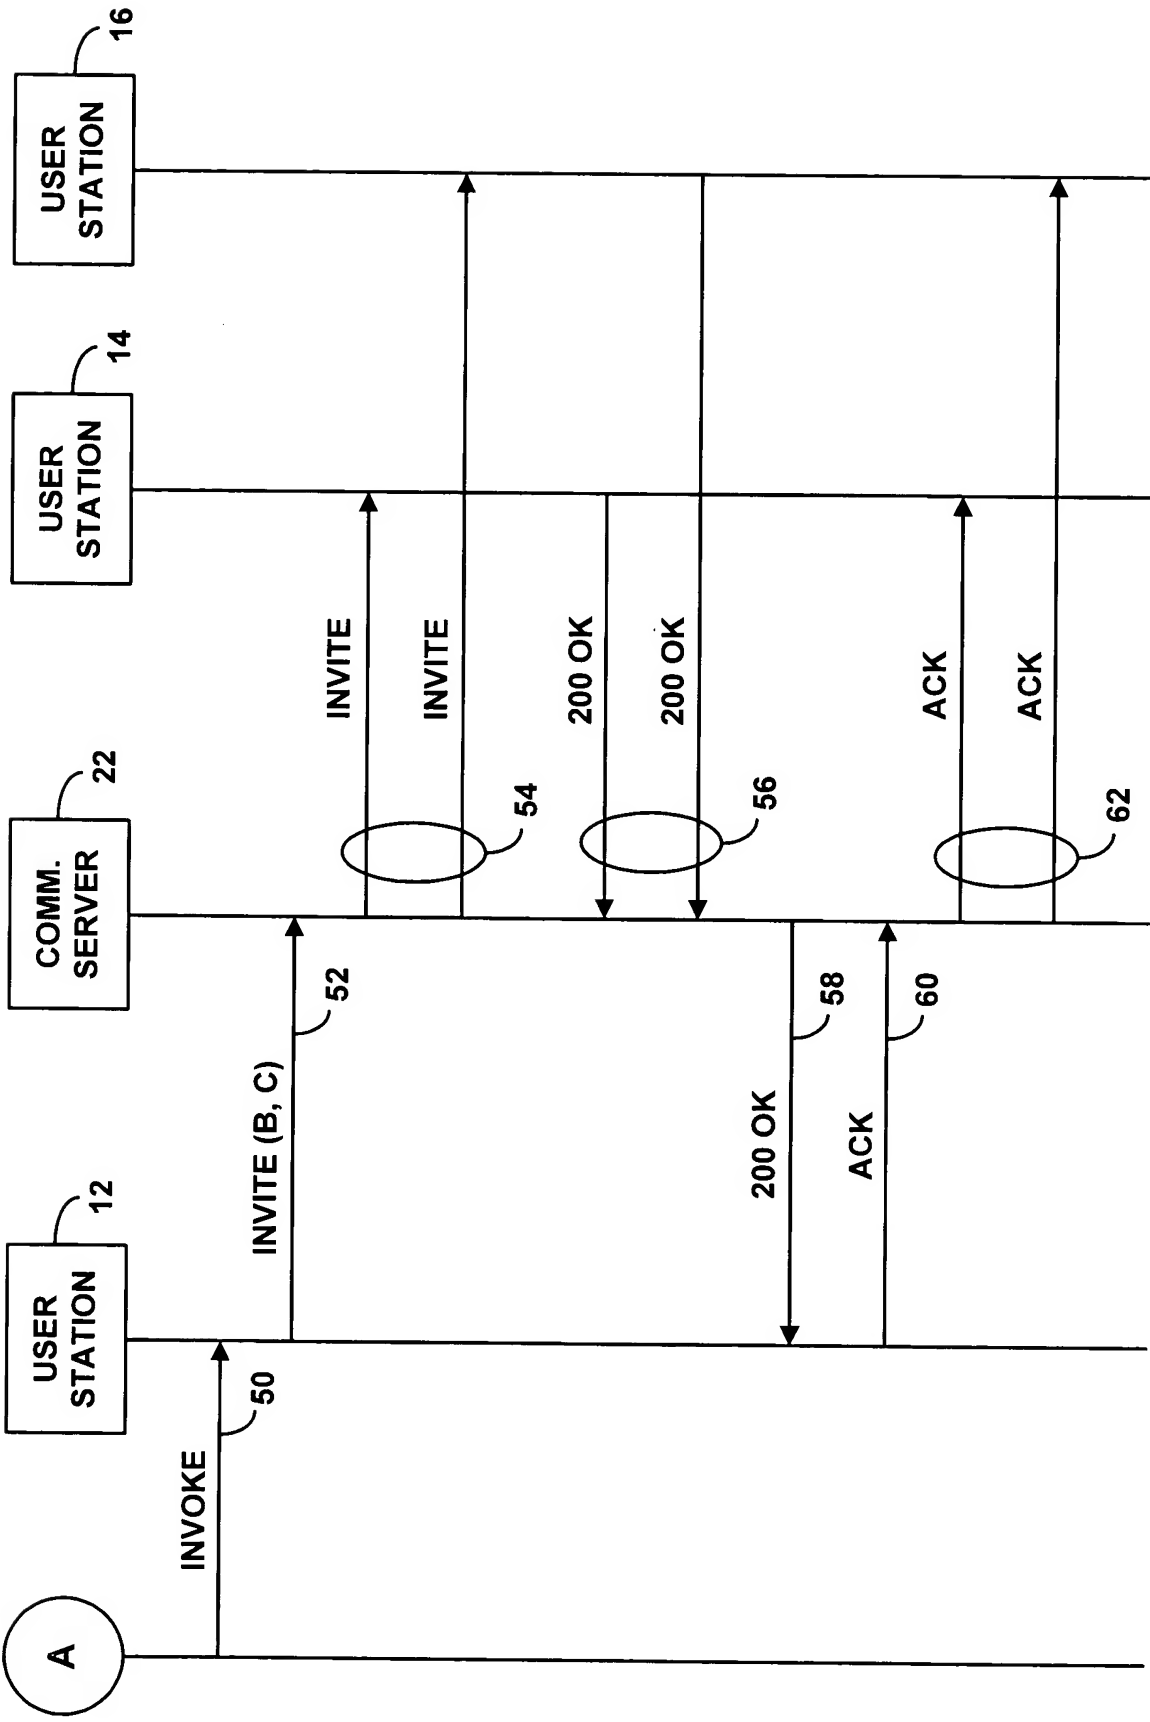 A
USER
STATION
12
COMM.
SERVER
22
USER
STATION
14
USER
STATION
16
INVOKE
50
INVITE (B, C)
52
INVITE
INVITE
54
200 OK
200 OK
56
200 OK
58
ACK
60
ACK
ACK
62